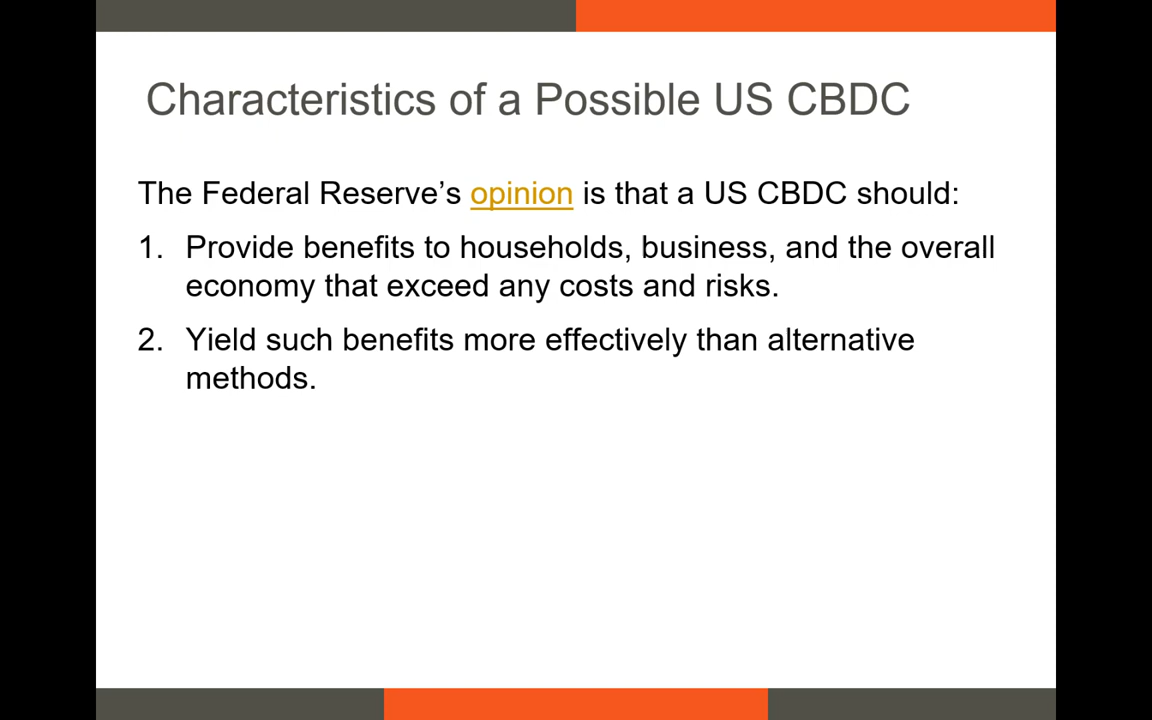 Characteristics of a Possible US CBDC
The Federal Reserve’s opinion is that a US CBDC should:
1. Provide benefits to households, business, and the overall
economy that exceed any costs and risks.
2. Yield such benefits more effectively than alternative
methods.